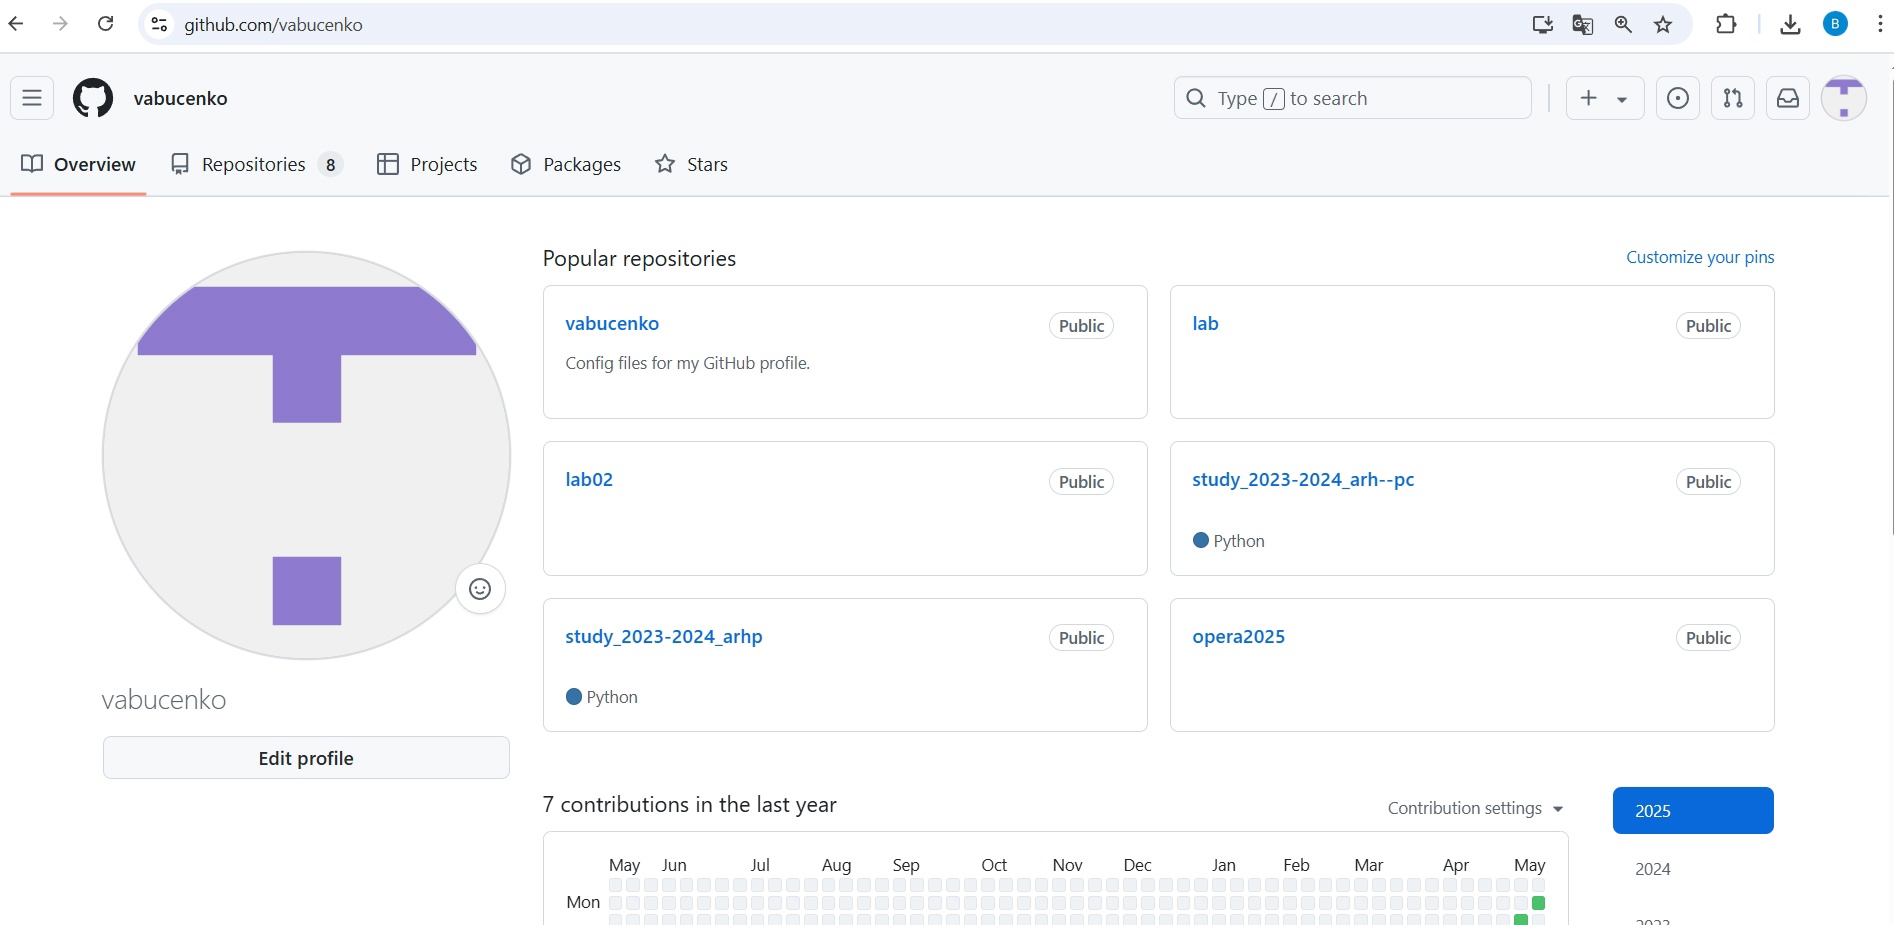 github.com/vabucenko
B
vabucenko
Type / to search
Overview
Repositories 8
Projects
Packages
Stars
Popular repositories
Customize your pins
vabucenko
Public
Config files for my GitHub profile.
lab
Public
lab02
Public
study_2023-2024_arh--pc
Public
Python
study_2023-2024_arhp
Public
Python
opera2025
Public
vabucenko
Edit profile
7 contributions in the last year
Contribution settings
2025
2024
May Jun Jul Aug Sep Oct Nov Dec Jan Feb Mar Apr May
Mon